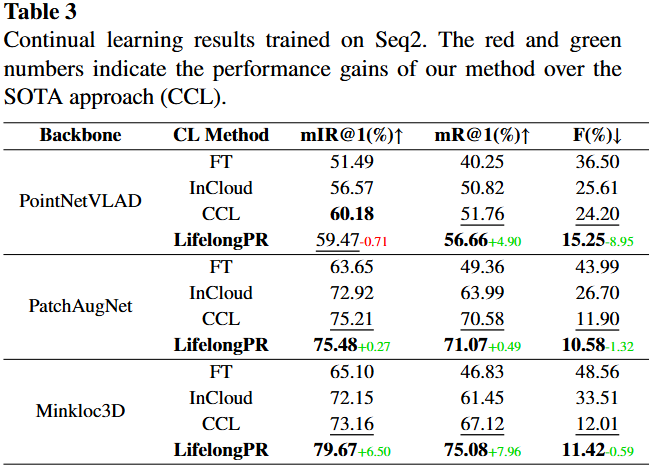 Table 3
Continual learning results trained on Seq2. The red and green
numbers indicate the performance gains of our method over the
SOTA approach (CCL).
Backbone CL Method mIR@1(%)↑ mR@1(%)↑ F(%)↓
PointNetVLAD
FT 51.49 40.25 36.50
InCloud 56.57 50.82 25.61
CCL 60.18 51.76 24.20
LifelongPR 59.47-0.71 56.66+4.90 15.25-8.95
PatchAugNet
FT 63.65 49.36 43.99
InCloud 72.92 63.99 26.70
CCL 75.21 70.58 11.90
LifelongPR 75.48+0.27 71.07+0.49 10.58-1.32
Minkloc3D
FT 65.10 46.83 48.56
InCloud 72.15 61.45 33.51
CCL 73.16 67.12 12.01
LifelongPR 79.67+6.50 75.08+7.96 11.42-0.59